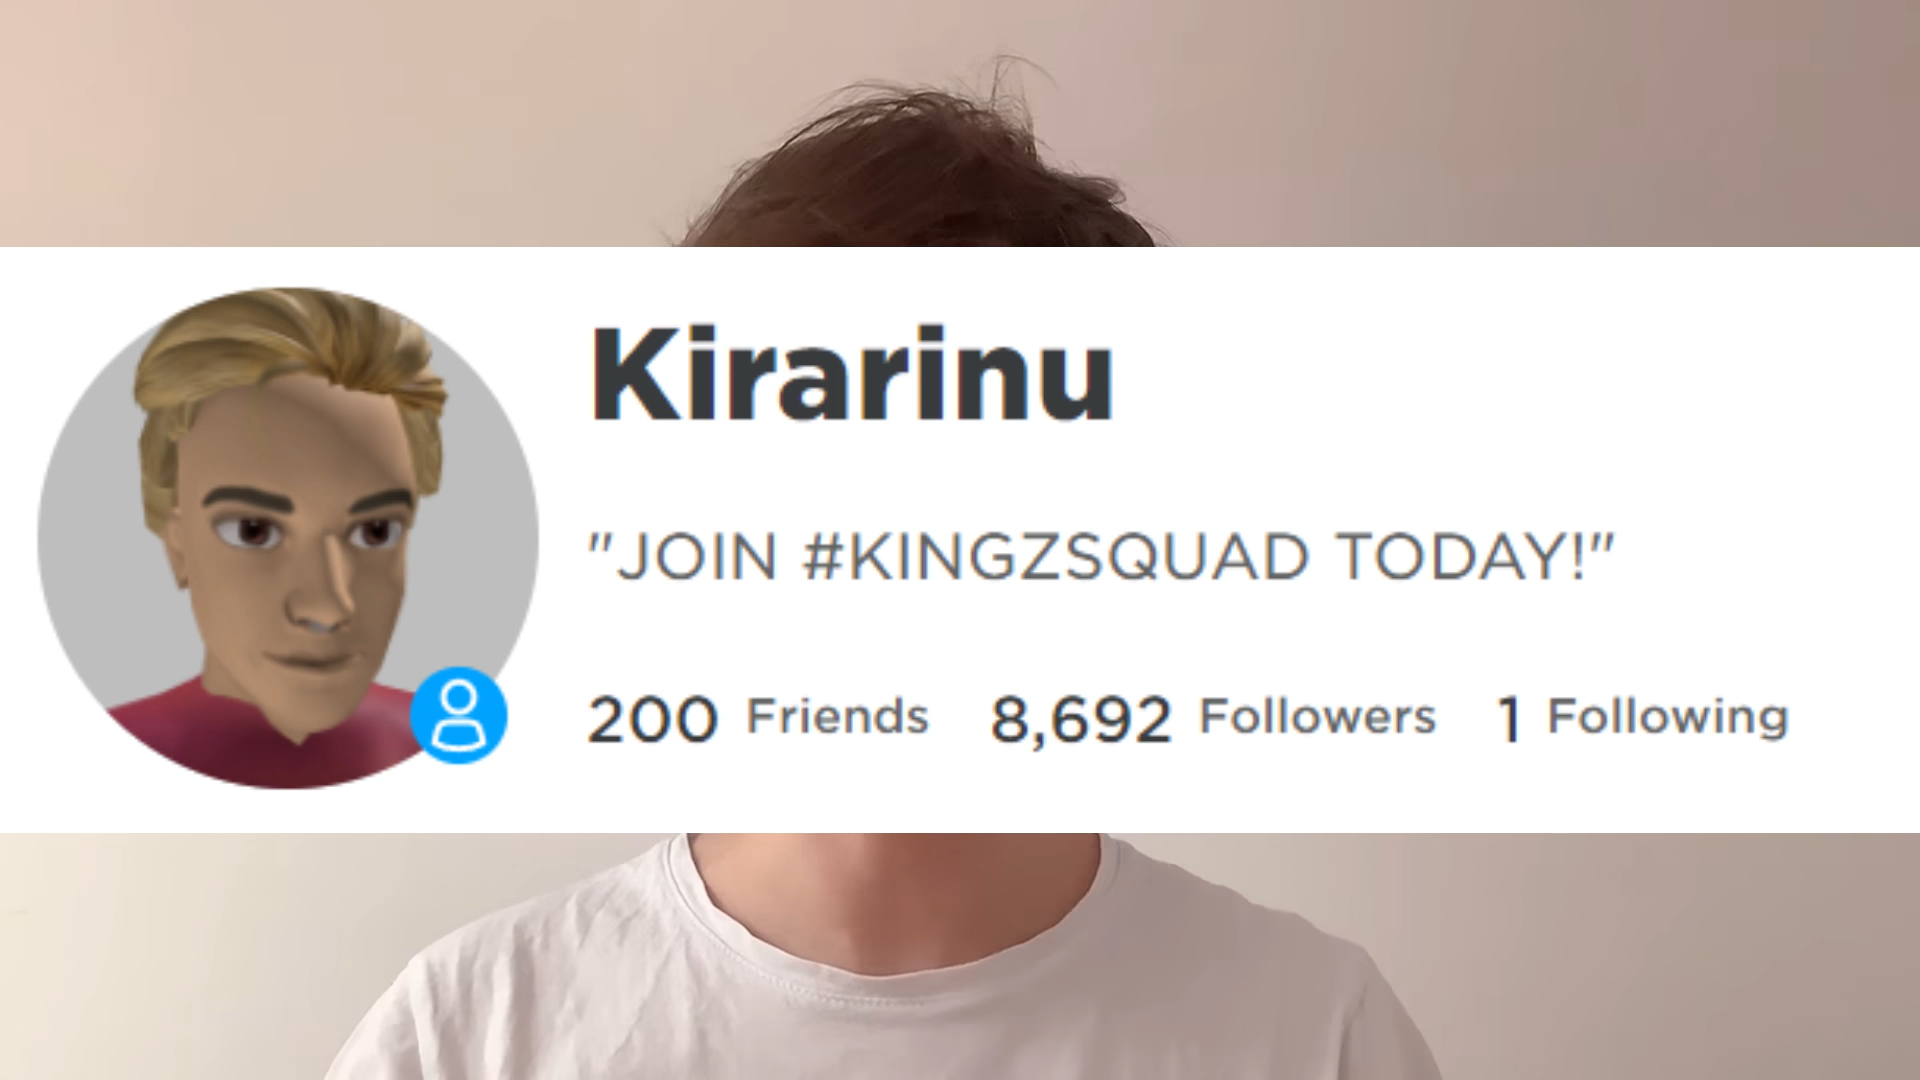 Kirarinu
"JOIN #KINGZSQUAD TODAY!"
200 Friends 8,692 Followers 1 Following